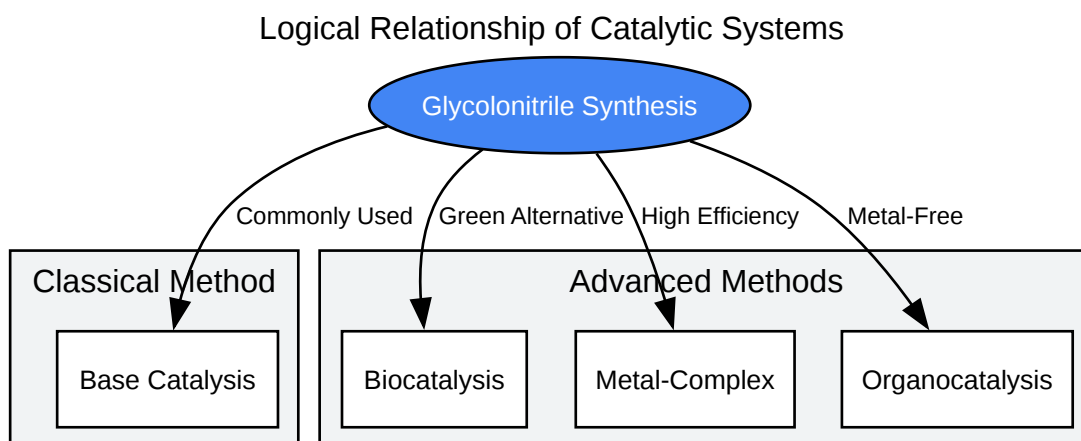 Logical Relationship of Catalytic Systems
Glycolonitrile Synthesis
Commonly Used
Green Alternative
High Efficiency
Metal-Free
Classical Method
Advanced Methods
Base Catalysis
Biocatalysis
Metal-Complex
Organocatalysis